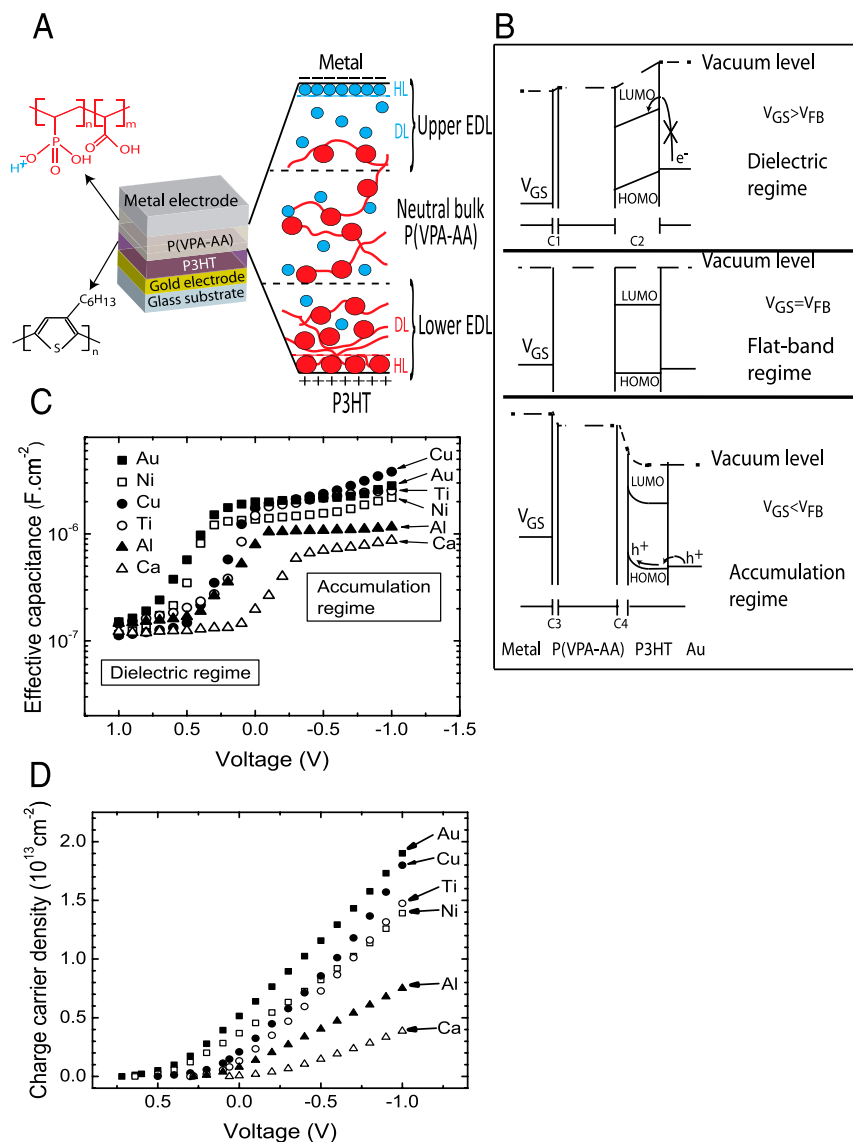 A
n
m
P
O
O-
H+
OH
O
OH
Metal electrode
P(VPA-AA)
P3HT
Gold electrode
Glass substrate
C6H13
S
n
Metal
HL
DL
Upper EDL
Neutral bulk
P(VPA-AA)
Lower EDL
DL
HL
P3HT
B
Vacuum level
LUMO
VGS>VFB
e-
Dielectric
regime
VGS
HOMO
C1
C2
Vacuum level
LUMO
VGS=VFB
VGS
Flat-band
regime
HOMO
Vacuum level
LUMO
VGS<VFB
VGS
h+
h+
HOMO
Accumulation
regime
C3
C4
Metal P(VPA-AA) P3HT Au
C
Effective capacitance (F.cm-2)
10-6
10-7
Au
Ni
Cu
Ti
Al
Ca
Cu
Au
Ti
Ni
Al
Ca
Accumulation
regime
Dielectric regime
1.0 0.5 0.0 -0.5 -1.0 -1.5
Voltage (V)
D
Charge carrier density (10^13cm-2)
2.0
1.5
1.0
0.5
0.0
Au
Cu
Ti
Ni
Al
Ca
0.5 0.0 -0.5 -1.0
Voltage (V)